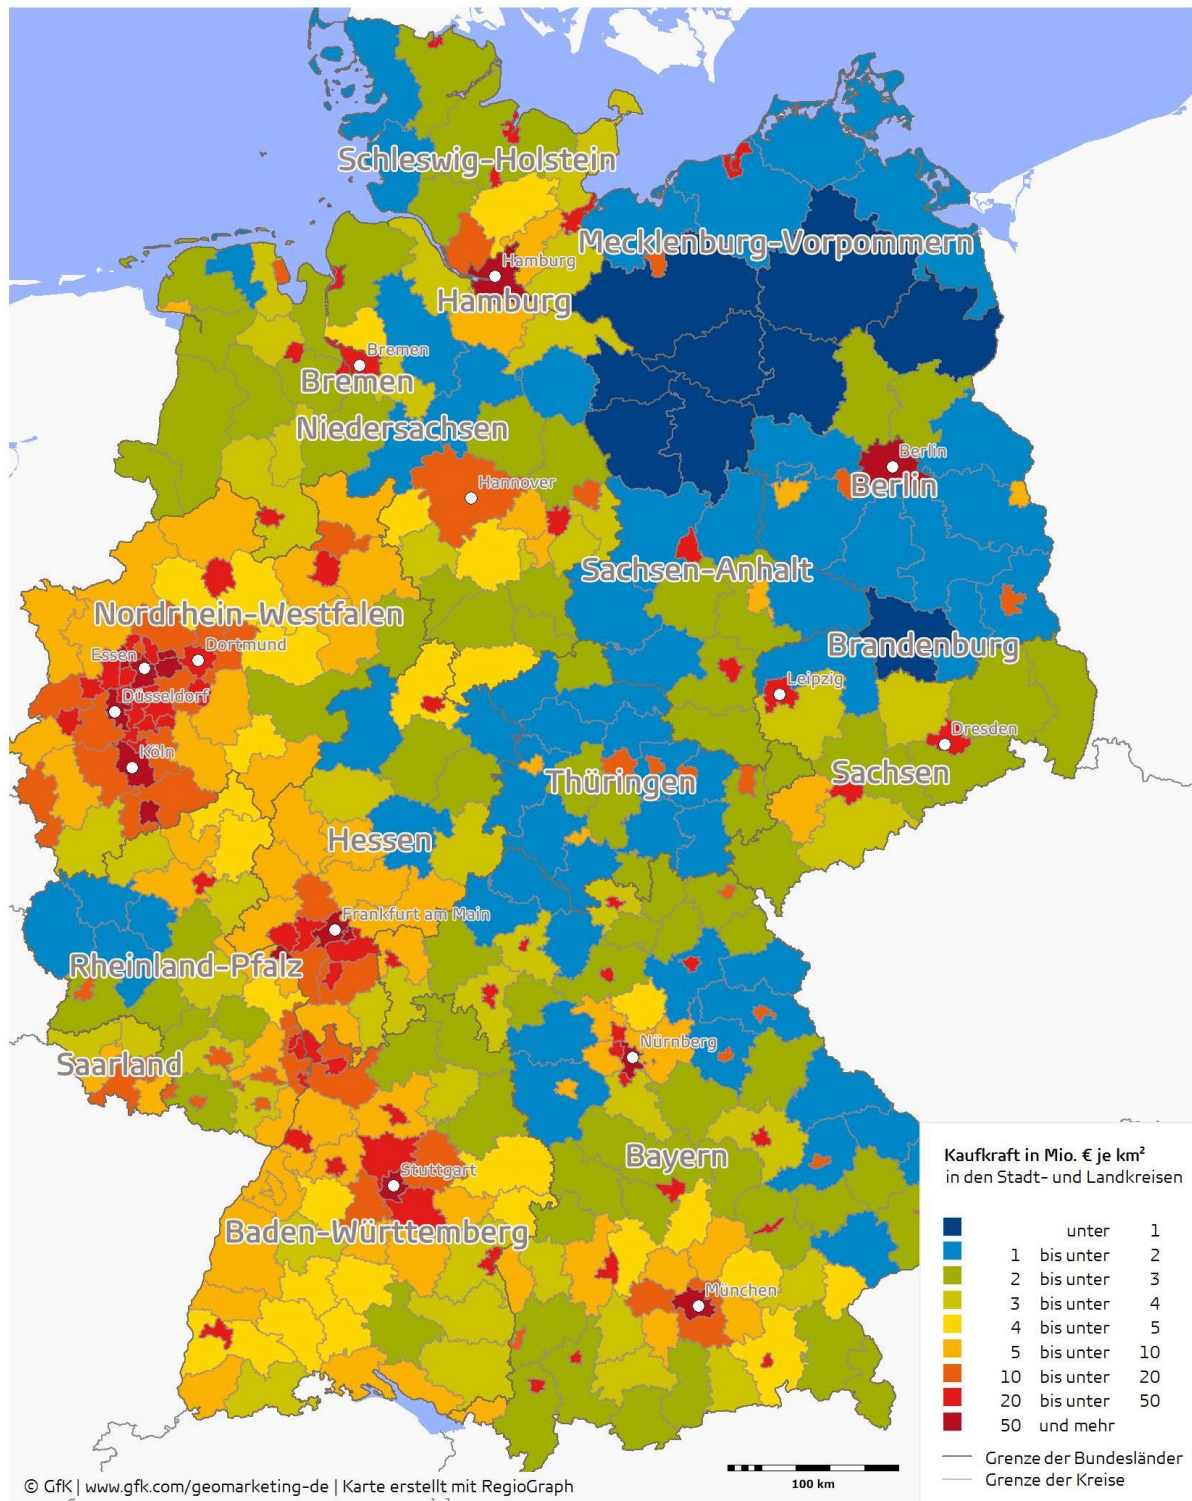 Schleswig-Holstein
Mecklenburg-Vorpommern
Hamburg
Hamburg
Bremen
Bremen
Niedersachsen
Berlin
Berlin
Hannover
Sachsen-Anhalt
Nordrhein-Westfalen
Brandenburg
Dortmund
Essen
Leipzig
Düsseldorf
Dresden
Köln
Sachsen
Thüringen
Hessen
Frankfurt am Main
Rheinland-Pfalz
Nürnberg
Saarland
Bayern
Stuttgart
Baden-Württemberg
München
Kaufkraft in Mio. € je km²
in den Stadt- und Landkreisen
unter 1
1 bis unter 2
2 bis unter 3
3 bis unter 4
4 bis unter 5
5 bis unter 10
10 bis unter 20
20 bis unter 50
50 und mehr
Grenze der Bundesländer
Grenze der Kreise
100 km
© GfK | www.gfk.com/geomarketing-de | Karte erstellt mit RegioGraph